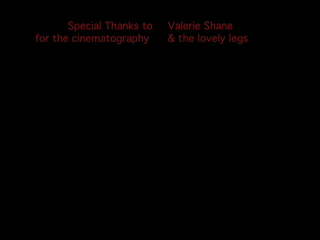 Special Thanks to Valerie Shane
for the cinematography & the lovely legs